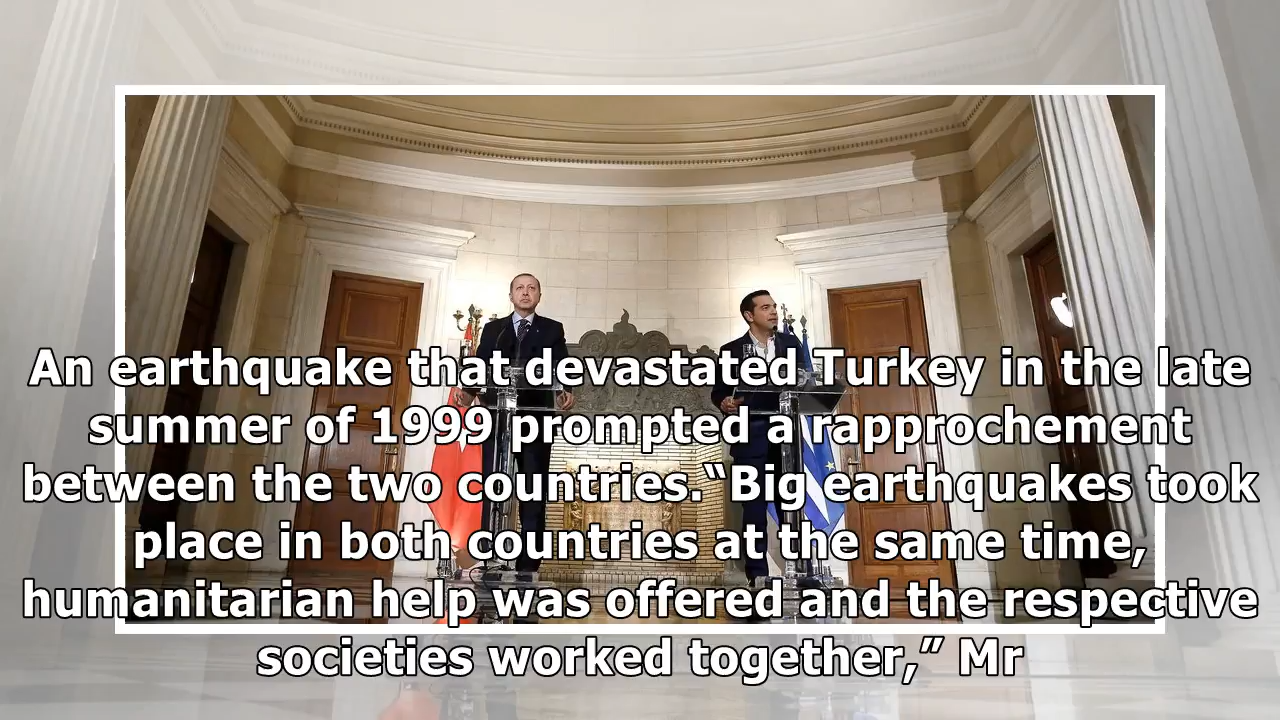 An earthquake that devastated Turkey in the late
summer of 1999 prompted a rapprochement
between the two countries.“Big earthquakes took
place in both countries at the same time,
humanitarian help was offered and the respective
societies worked together,” Mr